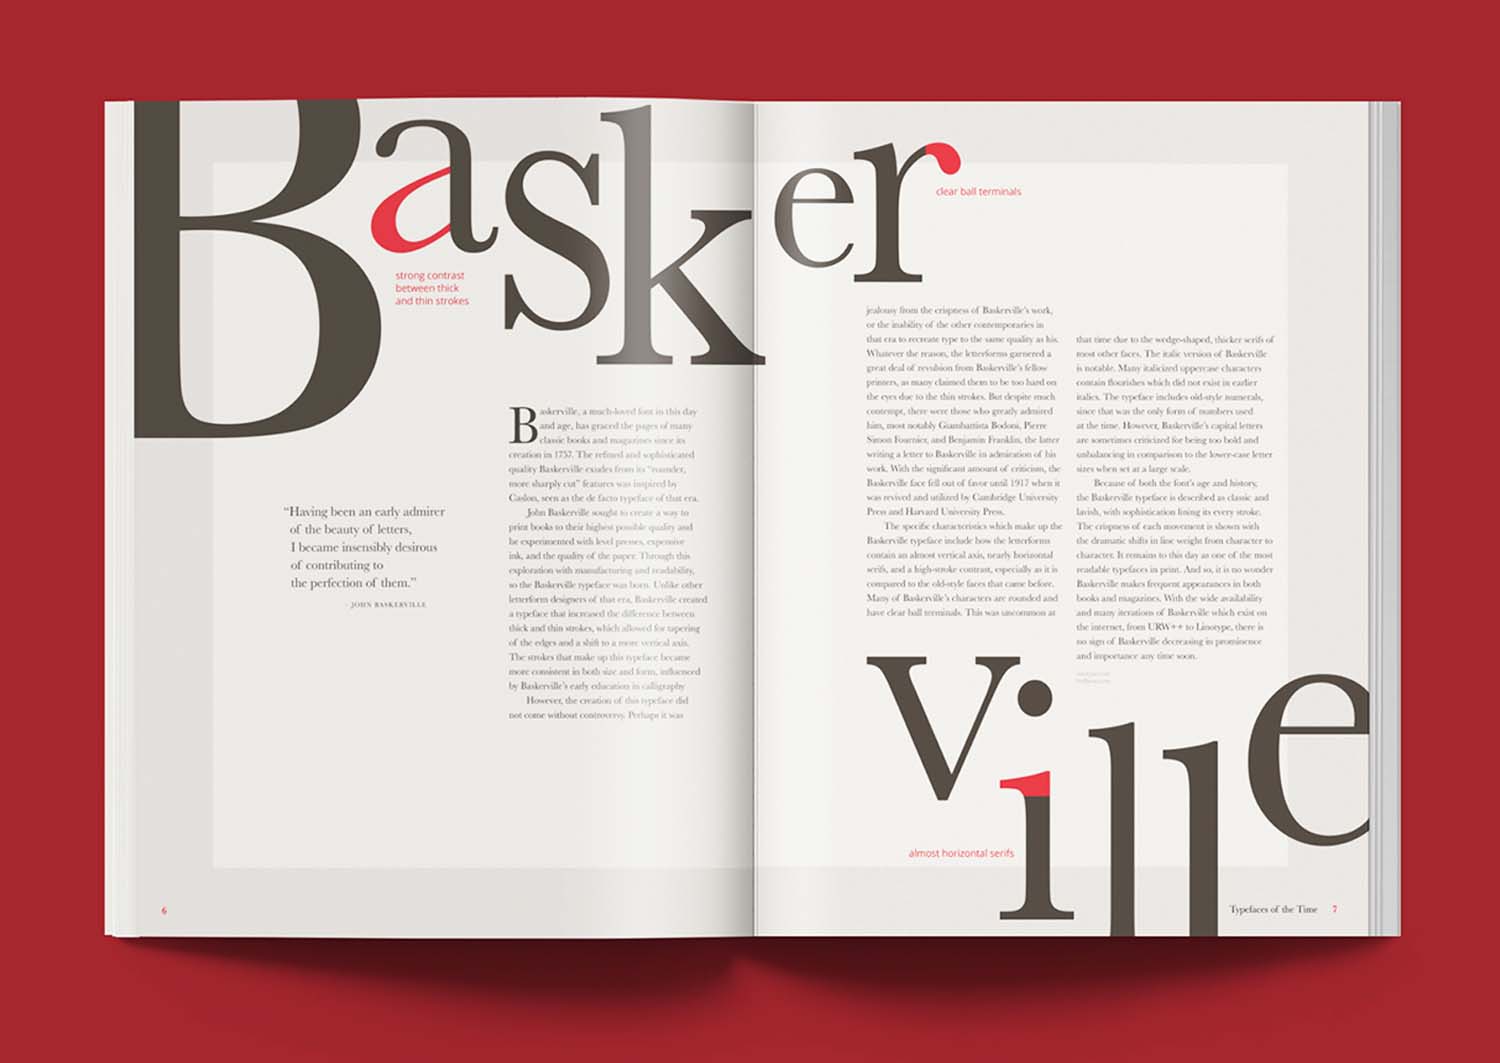 Basker
strong contrast
between thick
and thin strokes
clear ball terminals
“Having been an early admirer
of the beauty of letters,
I became insensibly desirous
of contributing to
the perfection of them.”
- JOHN BASKERVILLE
Baskerville, a much-loved font in this day
and age, has graced the pages of many
classic books and magazines since its
creation in 1757. The refined and sophisticated
quality Baskerville exudes from its “rounder,
more sharply cut” features was inspired by
Caslon, seen as the de facto typeface of that era.
John Baskerville sought to create a way to
print books to their highest possible quality and
he experimented with level presses, expensive
ink, and the quality of the paper. Through this
exploration with manufacturing and readability,
so the Baskerville typeface was born. Unlike other
letterform designers of that era, Baskerville created
a typeface that increased the difference between
thick and thin strokes, which allowed for tapering
of the edges and a shift to a more vertical axis.
The strokes that make up this typeface became
more consistent in both size and form, influenced
by Baskerville’s early education in calligraphy
However, the creation of this typeface did
not come without controversy. Perhaps it was
6
jealousy from the crispness of Baskerville’s work,
or the inability of the other contemporaries in
that era to recreate type to the same quality as his.
Whatever the reason, the letterforms garnered a
great deal of revulsion from Baskerville’s fellow
printers, as many claimed them to be too hard on
the eyes due to the thin strokes. But despite much
contempt, there were those who greatly admired
him, most notably Giambattista Bodoni, Pierre
Simon Fournier, and Benjamin Franklin, the latter
writing a letter to Baskerville in admiration of his
work. With the significant amount of criticism, the
Baskerville face fell out of favor until 1917 when it
was revived and utilized by Cambridge University
Press and Harvard University Press.
The specific characteristics which make up the
Baskerville typeface include how the letterforms
contain an almost vertical axis, nearly horizontal
serifs, and a high-stroke contrast, especially as it is
compared to the old-style faces that came before.
Many of Baskerville’s characters are rounded and
have clear ball terminals. This was uncommon at
that time due to the wedge-shaped, thicker serifs of
most other faces. The italic version of Baskerville
is notable. Many italicized uppercase characters
contain flourishes which did not exist in earlier
italics. The typeface includes old-style numerals,
since that was the only form of numbers used
at the time. However, Baskerville’s capital letters
are sometimes criticized for being too bold and
unbalancing in comparison to the lower-case letter
sizes when set at a large scale.
Because of both the font’s age and history,
the Baskerville typeface is described as classic and
lavish, with sophistication lining its every stroke.
The crispness of each movement is shown with
the dramatic shifts in line weight from character to
character. It remains to this day as one of the most
readable typefaces in print. And so, it is no wonder
Baskerville makes frequent appearances in both
books and magazines. With the wide availability
and many iterations of Baskerville which exist on
the internet, from URW++ to Linotype, there is
no sign of Baskerville decreasing in prominence
and importance any time soon.
ville
almost horizontal serifs
Typefaces of the Time 7